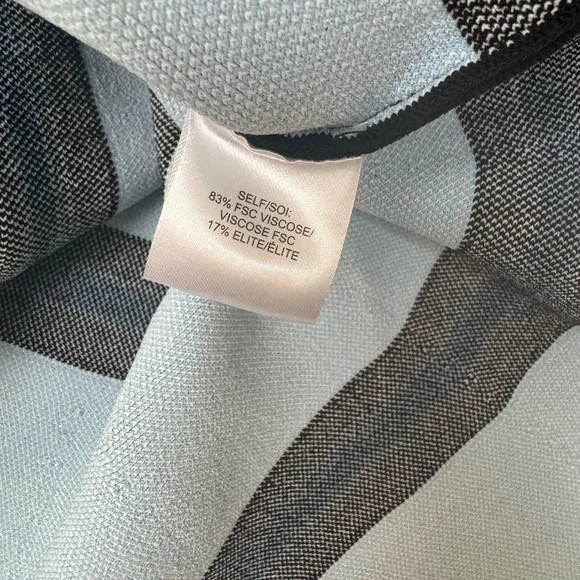 SELF/SOI:
83% FSC VISCOSE/
VISCOSE FSC
17% ELITE/ÉLITE